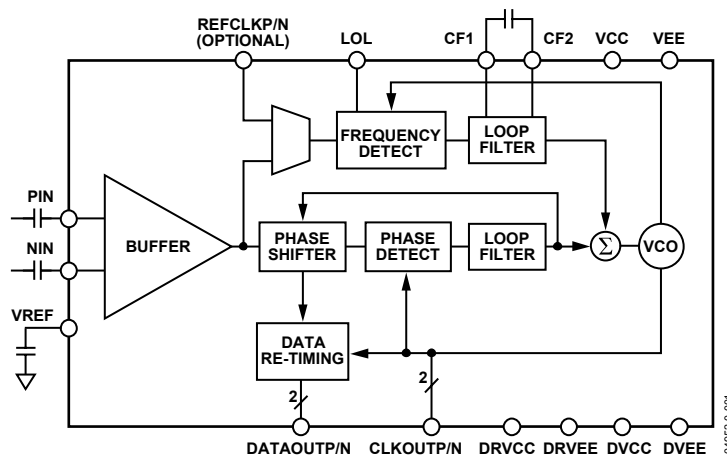 REFCLKP/N
(OPTIONAL)
LOL
CF1
CF2
VCC
VEE
FREQUENCY
DETECT
LOOP
FILTER
PIN
NIN
VREF
BUFFER
PHASE
SHIFTER
PHASE
DETECT
LOOP
FILTER
Σ
VCO
DATA
RE-TIMING
2
2
DATAOUTP/N
CLKOUTP/N
DRVCC
DRVEE
DVCC
DVEE